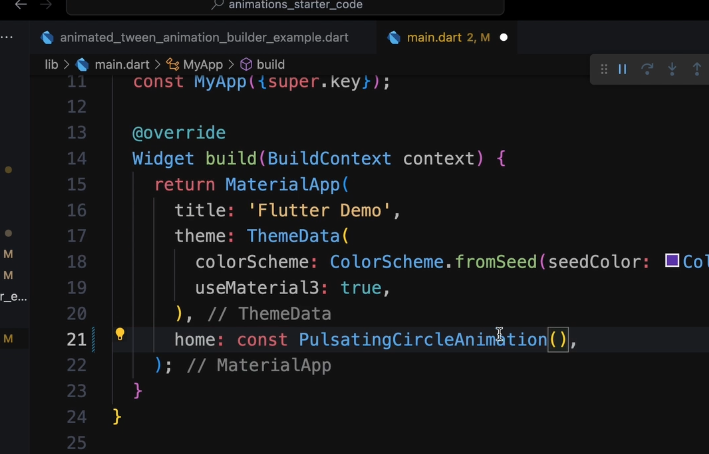 animations_starter_code
animated_tween_animation_builder_example.dart
main.dart 2, M
lib > main.dart > MyApp > build
11 const MyApp({super.key});
12
13 @override
14 Widget build(BuildContext context) {
15 return MaterialApp(
16 title: 'Flutter Demo',
17 theme: ThemeData(
18 colorScheme: ColorScheme.fromSeed(seedColor: Col
19 useMaterial3: true,
20 ), // ThemeData
21 home: const PulsatingCircleAnimation(),
22 ); // MaterialApp
23 }
24 }
25
M
M
r_e...
M